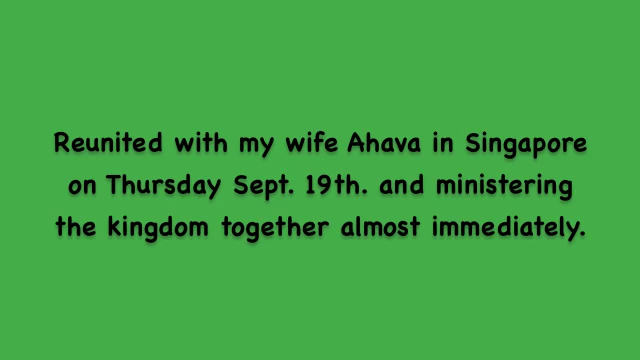 Reunited with my wife Ahava in Singapore
on Thursday Sept. 19th. and ministering
the kingdom together almost immediately.